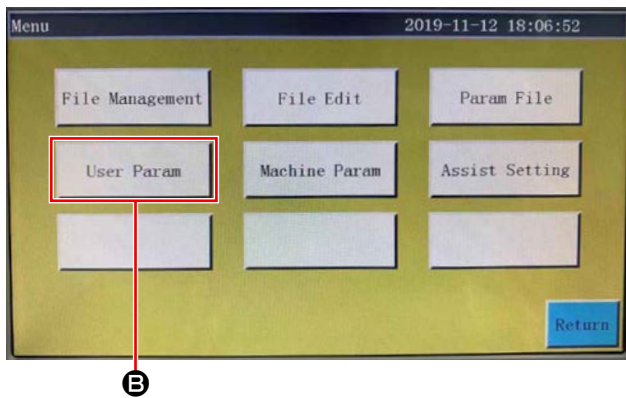 Menu 2019-11-12 18:06:52
File Management File Edit Param File
User Param Machine Param Assist Setting
Return
B